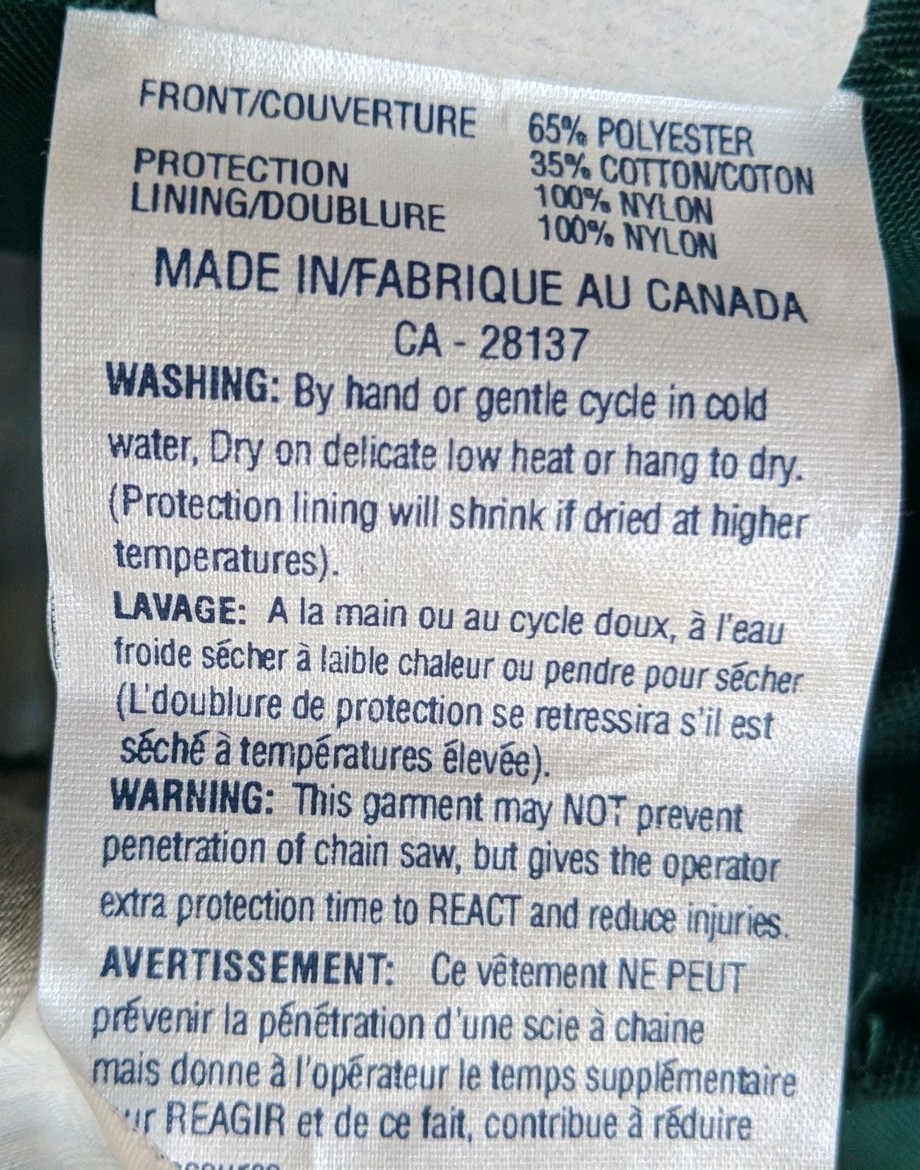 FRONT/COUVERTURE 65% POLYESTER
35% COTTON/COTON
PROTECTION 100% NYLON
LINING/DOUBLURE 100% NYLON
MADE IN/FABRIQUE AU CANADA
CA - 28137
WASHING: By hand or gentle cycle in cold
water, Dry on delicate low heat or hang to dry.
(Protection lining will shrink if dried at higher
temperatures).
LAVAGE: A la main ou au cycle doux, à l'eau
froide sécher à laible chaleur ou pendre pour sécher
(L'doublure de protection se retressira s'il est
séché à températures élevée).
WARNING: This garment may NOT prevent
penetration of chain saw, but gives the operator
extra protection time to REACT and reduce injuries.
AVERTISSEMENT: Ce vêtement NE PEUT
prévenir la pénétration d'une scie à chaine
mais donne à l'opérateur le temps supplémentaire
REAGIR et de ce fait, contribue à réduire